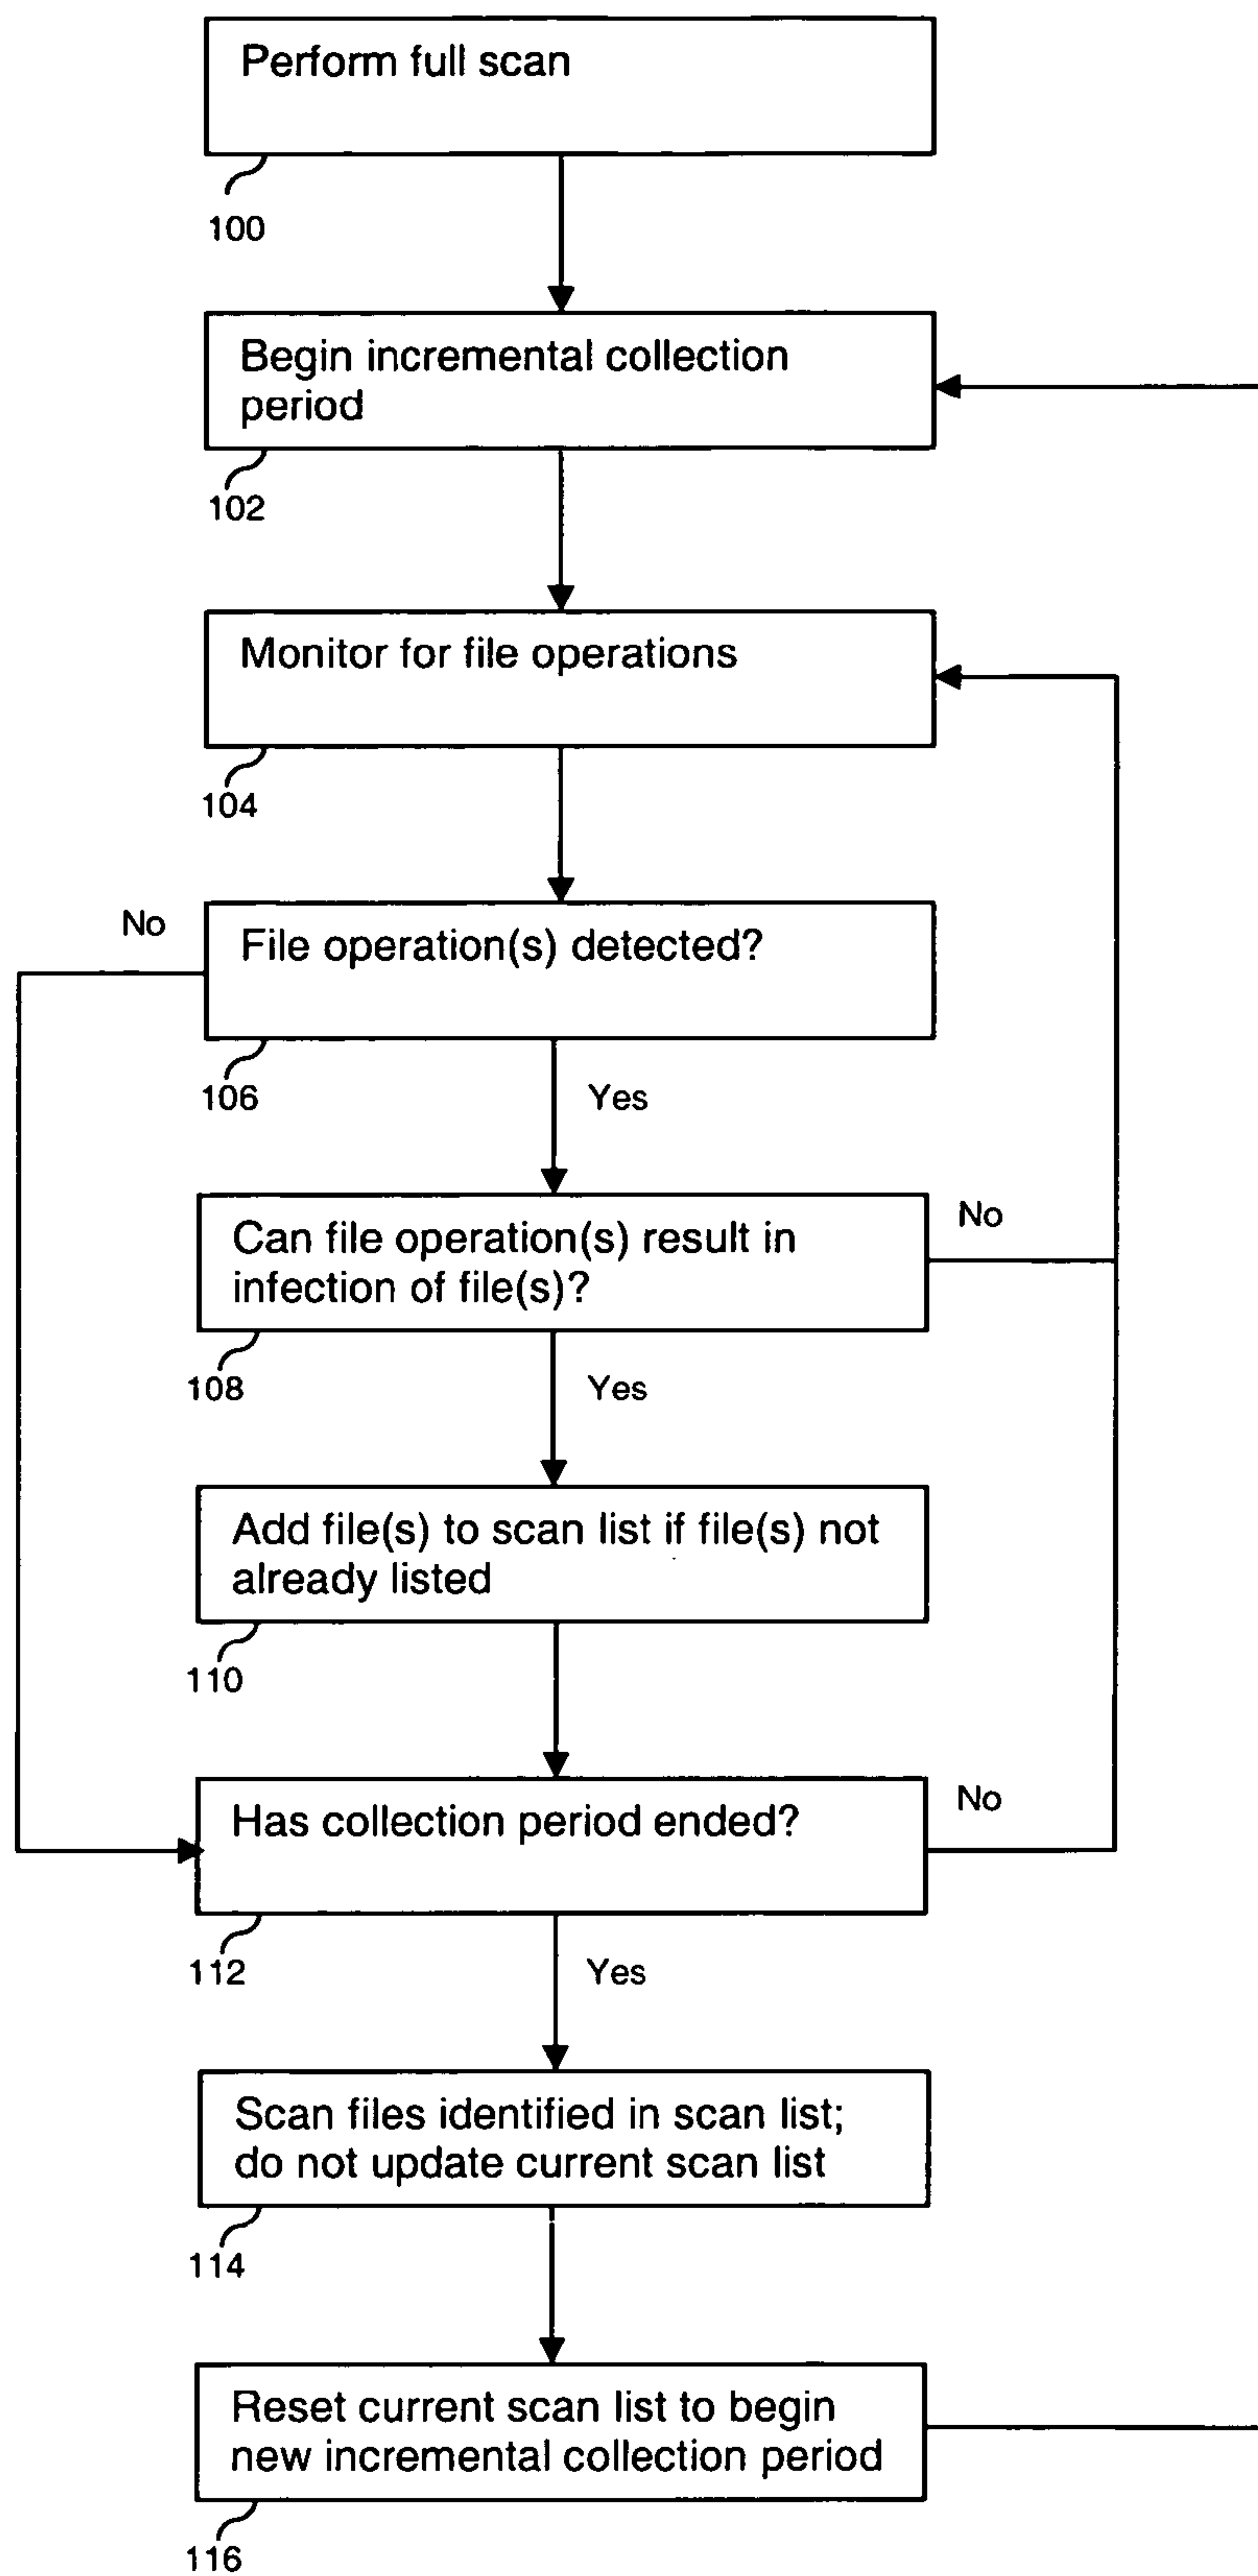 Perform full scan
100
Begin incremental collection
period
102
Monitor for file operations
104
No
File operation(s) detected?
106
Yes
Can file operation(s) result in
infection of file(s)?
No
108
Yes
Add file(s) to scan list if file(s) not
already listed
110
Has collection period ended?
No
112
Yes
Scan files identified in scan list;
do not update current scan list
114
Reset current scan list to begin
new incremental collection period
116